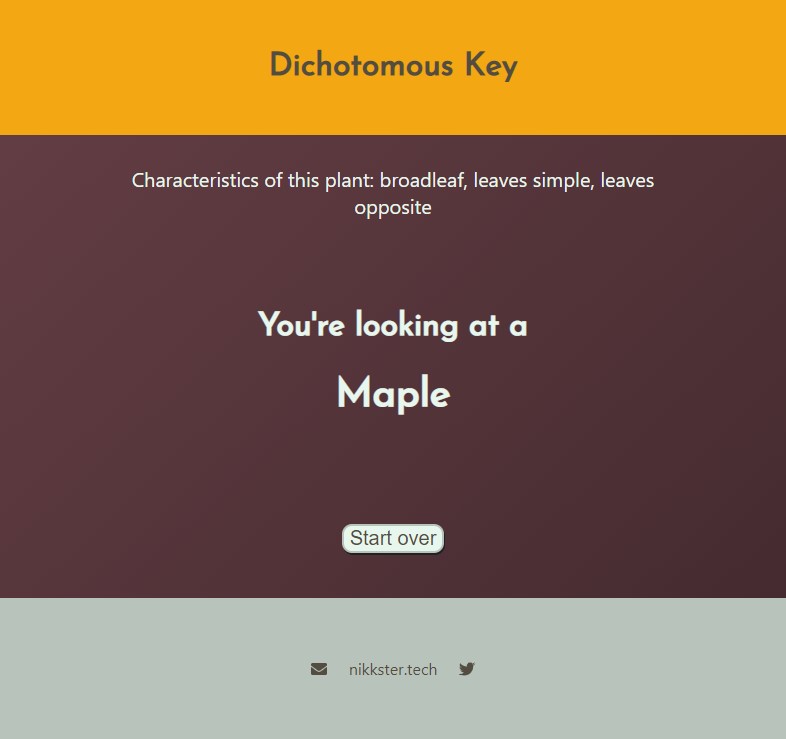 Dichotomous Key
Characteristics of this plant: broadleaf, leaves simple, leaves
opposite
You're looking at a
Maple
Start over
nikkster.tech